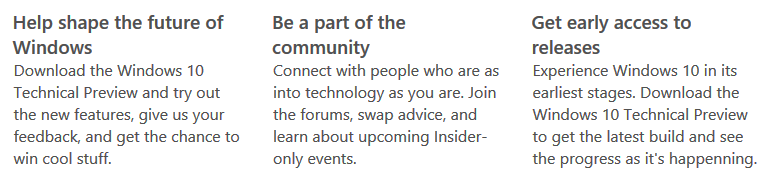 Help shape the future of
Windows
Download the Windows 10
Technical Preview and try out
the new features, give us your
feedback, and get the chance to
win cool stuff.
Be a part of the
community
Connect with people who are as
into technology as you are. Join
the forums, swap advice, and
learn about upcoming Insider-
only events.
Get early access to
releases
Experience Windows 10 in its
earliest stages. Download the
Windows 10 Technical Preview
to get the latest build and see
the progress as it's happenning.